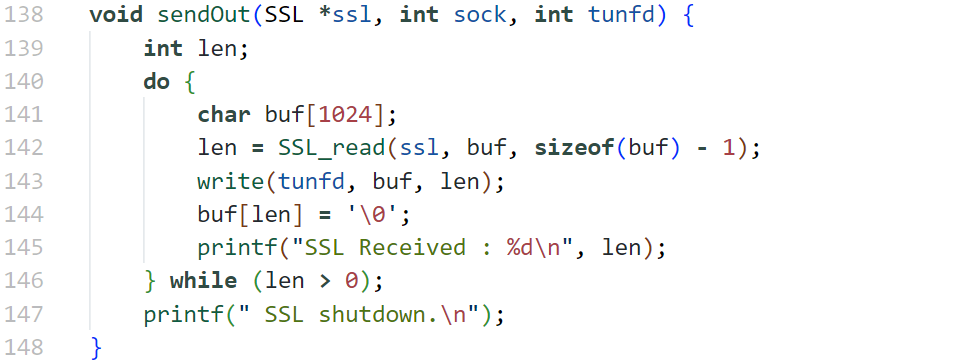 138 void sendOut(SSL *ssl, int sock, int tunfd) {
139     int len;
140     do {
141         char buf[1024];
142         len = SSL_read(ssl, buf, sizeof(buf) - 1);
143         write(tunfd, buf, len);
144         buf[len] = '\0';
145         printf("SSL Received : %d\n", len);
146     } while (len > 0);
147     printf(" SSL shutdown.\n");
148 }